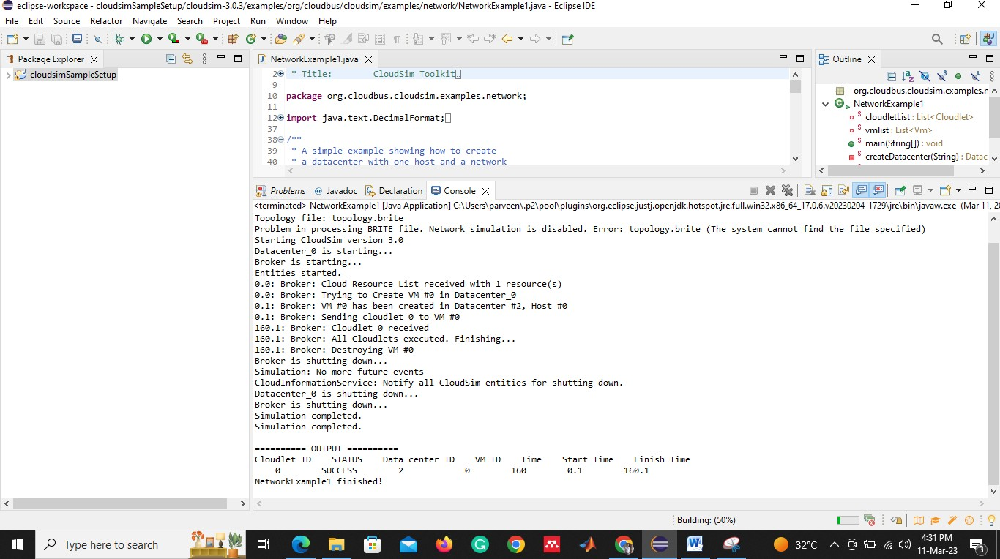 eclipse-workspace - cloudsimSampleSetup/cloudsim-3.0.3/examples/org/cloudbus/cloudsim/examples/network/NetworkExample1.java - Eclipse IDE
File Edit Source Refactor Navigate Search Project Run Window Help
Package Explorer
cloudsimSampleSetup
NetworkExample1.java
2 * Title: CloudSim Toolkit
9
10 package org.cloudbus.cloudsim.examples.network;
11
12 import java.text.DecimalFormat;
37
38 /**
39 * A simple example showing how to create
40 * a datacenter with one host and a network
Outline
org.cloudbus.cloudsim.examples.n
NetworkExample1
S cloudletList : List<Cloudlet>
S vmlist : List<Vm>
S main(String[]) : void
S createDatacenter(String) : Datac
Problems @ Javadoc Declaration Console
<terminated> NetworkExample1 [Java Application] C:\Users\parveen\.p2\pool\plugins\org.eclipse.justj.openjdk.hotspot.jre.full.win32.x86_64_17.0.6.v20230204-1729\jre\bin\javaw.exe (Mar 11, 20
Topology file: topology.brite
Problem in processing BRITE file. Network simulation is disabled. Error: topology.brite (The system cannot find the file specified)
Starting CloudSim version 3.0
Datacenter_0 is starting...
Broker is starting...
Entities started.
0.0: Broker: Cloud Resource List received with 1 resource(s)
0.0: Broker: Trying to Create VM #0 in Datacenter_0
0.1: Broker: VM #0 has been created in Datacenter #2, Host #0
0.1: Broker: Sending cloudlet 0 to VM #0
160.1: Broker: Cloudlet 0 received
160.1: Broker: All Cloudlets executed. Finishing...
160.1: Broker: Destroying VM #0
Broker is shutting down...
Simulation: No more future events
CloudInformationService: Notify all CloudSim entities for shutting down.
Datacenter_0 is shutting down...
Broker is shutting down...
Simulation completed.
Simulation completed.
========== OUTPUT ==========
Cloudlet ID STATUS Data center ID VM ID Time Start Time Finish Time
0 SUCCESS 2 0 160 0.1 160.1
NetworkExample1 finished!
Building: (50%)
Type here to search
32°C
4:31 PM
11-Mar-23
3